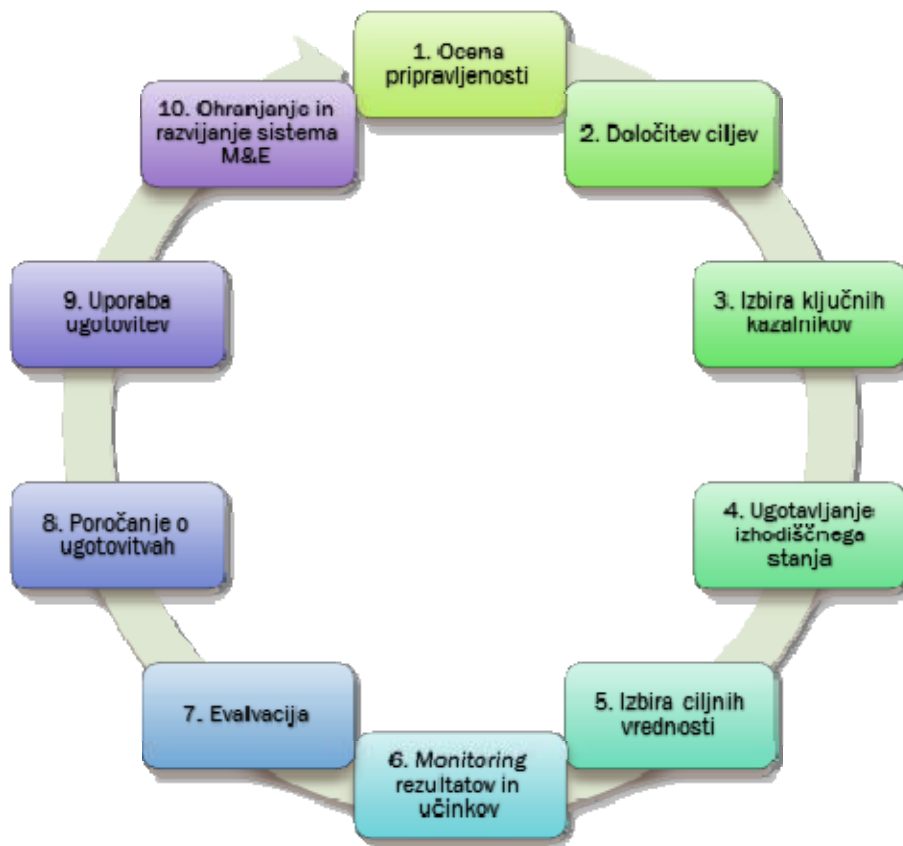 1. Ocena
pripravljenosti
2. Določitev ciljev
3. Izbira ključnih
kazalnikov
4. Ugotavljanje
izhodiščnega
stanja
5. Izbira ciljnih
vrednosti
6. Monitoring
rezultatov in
učinkov
7. Evalvacija
8. Poročanje o
ugotovitvah
9. Uporaba
ugotovitev
10. Ohranjanje in
razvijanje sistema
M&E